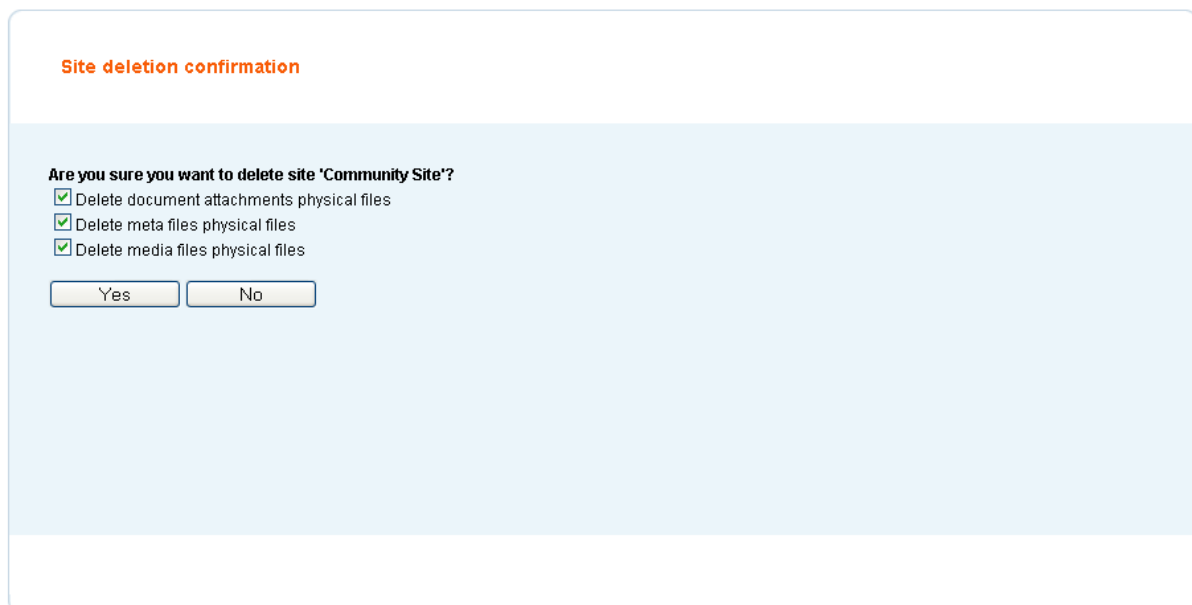 Site deletion confirmation
Are you sure you want to delete site 'Community Site'?
Delete document attachments physical files
Delete meta files physical files
Delete media files physical files
Yes No